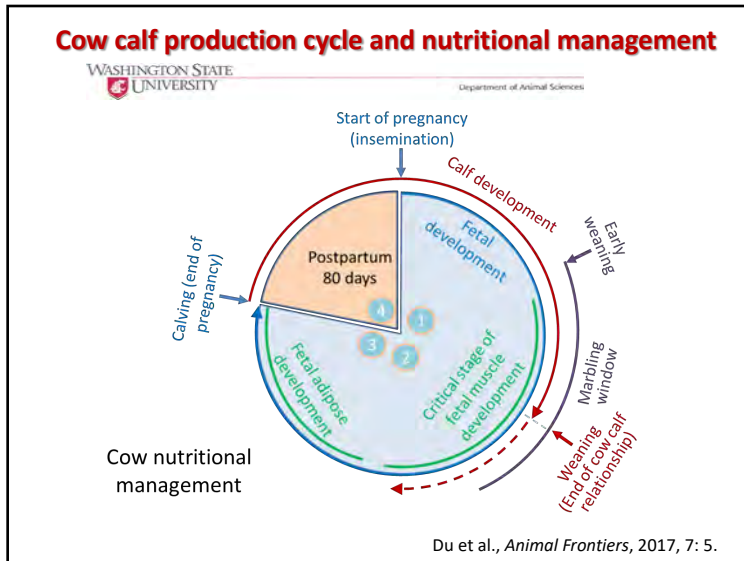 Cow calf production cycle and nutritional management
WASHINGTON STATE
UNIVERSITY
Department of Animal Sciences
Start of pregnancy
(insemination)
Calf development
Early
weaning
Fetal
development
Postpartum
80 days
Calving (end of
pregnancy)
4
1
3
2
Marbling
window
Fetal adipose
development
Critical stage of
fetal muscle
development
Weaning
(End of cow calf
relationship)
Cow nutritional
management
Du et al., Animal Frontiers, 2017, 7: 5.